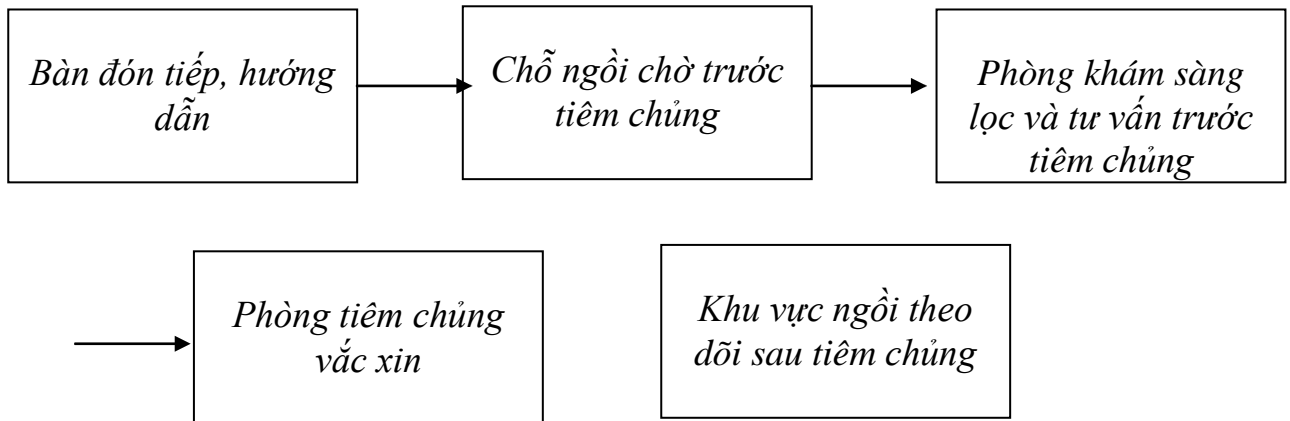 Bàn đón tiếp, hướng
dẫn
Chỗ ngồi chờ trước
tiêm chủng
Phòng khám sàng
lọc và tư vấn trước
tiêm chủng
Phòng tiêm chủng
vắc xin
Khu vực ngồi theo
dõi sau tiêm chủng